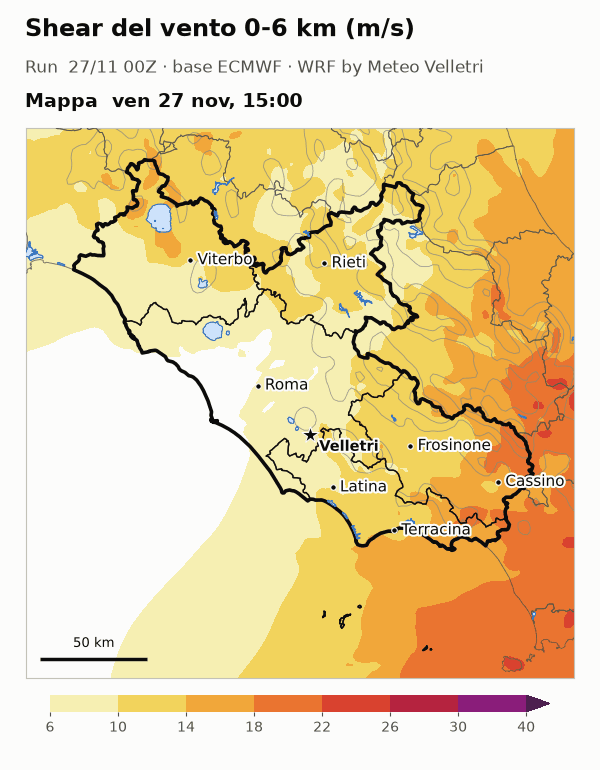 Shear del vento 0-6 km (m/s)
Run  27/11 00Z · base ECMWF · WRF by Meteo Velletri
Mappa  ven 27 nov, 15:00
Viterbo
Rieti
Roma
Velletri
Frosinone
Cassino
Latina
Terracina
50 km
6 10 14 18 22 26 30 40